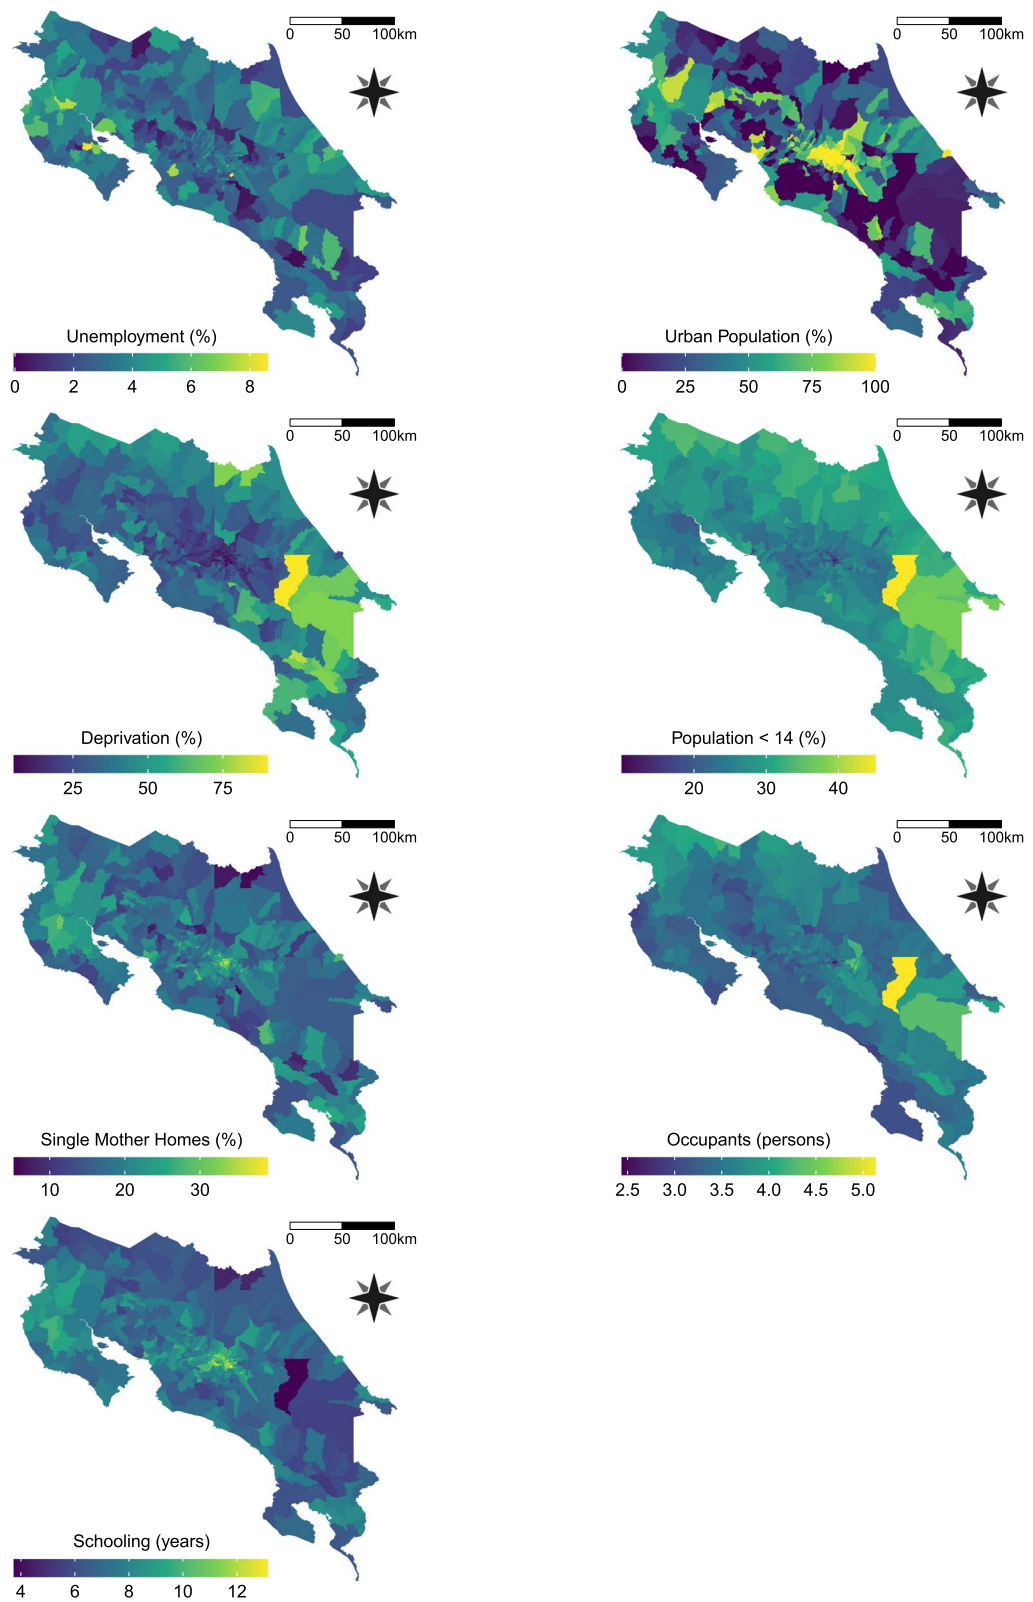 0 50 100km
0 50 100km
Unemployment (%)
0 2 4 6 8
Urban Population (%)
0 25 50 75 100
0 50 100km
0 50 100km
Deprivation (%)
25 50 75
Population < 14 (%)
20 30 40
0 50 100km
0 50 100km
Single Mother Homes (%)
10 20 30
Occupants (persons)
2.5 3.0 3.5 4.0 4.5 5.0
0 50 100km
Schooling (years)
4 6 8 10 12